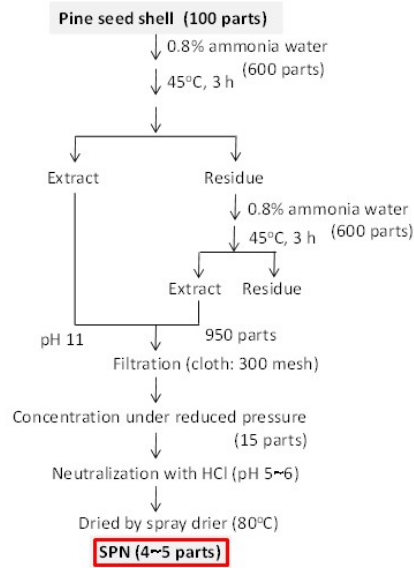 Pine seed shell (100 parts)
0.8% ammonia water
(600 parts)
45°C, 3 h
Extract Residue
0.8% ammonia water
45°C, 3 h (600 parts)
Extract Residue
pH 11 950 parts
Filtration (cloth: 300 mesh)
Concentration under reduced pressure
(15 parts)
Neutralization with HCl (pH 5~6)
Dried by spray drier (80°C)
SPN (4~5 parts)